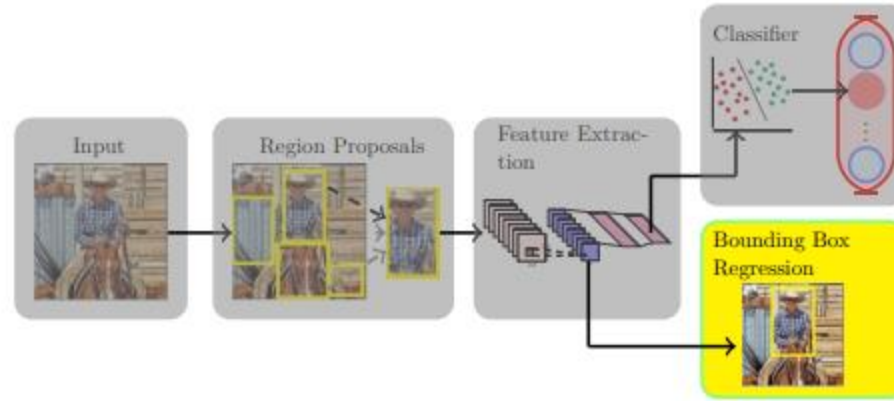 Input
Region Proposals
Feature Extrac-
tion
Classifier
Bounding Box
Regression